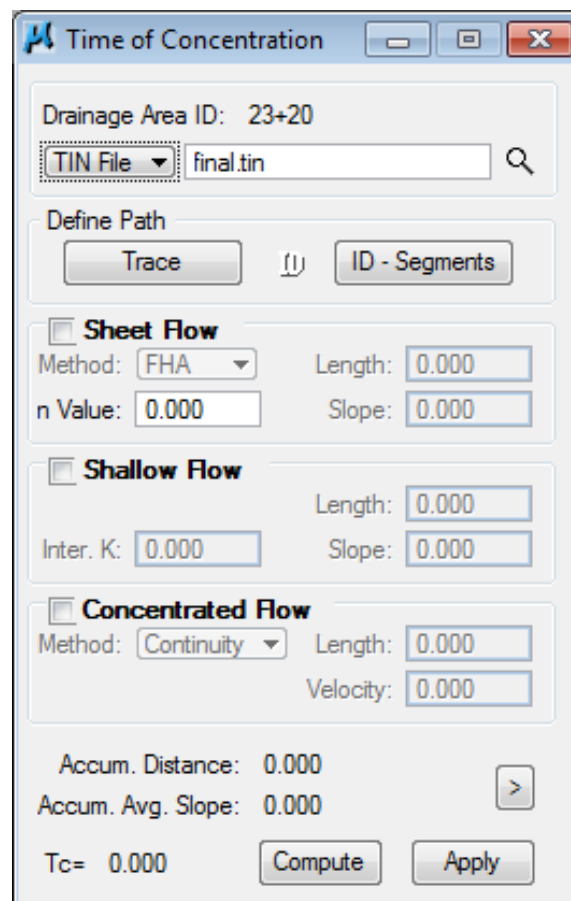 Time of Concentration
Drainage Area ID: 23+20
TIN File final.tin
Define Path
Trace ID - Segments
Sheet Flow
Method: FHA Length: 0.000
n Value: 0.000 Slope: 0.000
Shallow Flow
Length: 0.000
Inter. K: 0.000 Slope: 0.000
Concentrated Flow
Method: Continuity Length: 0.000
Velocity: 0.000
Accum. Distance: 0.000
>
Accum. Avg. Slope: 0.000
Tc= 0.000 Compute Apply